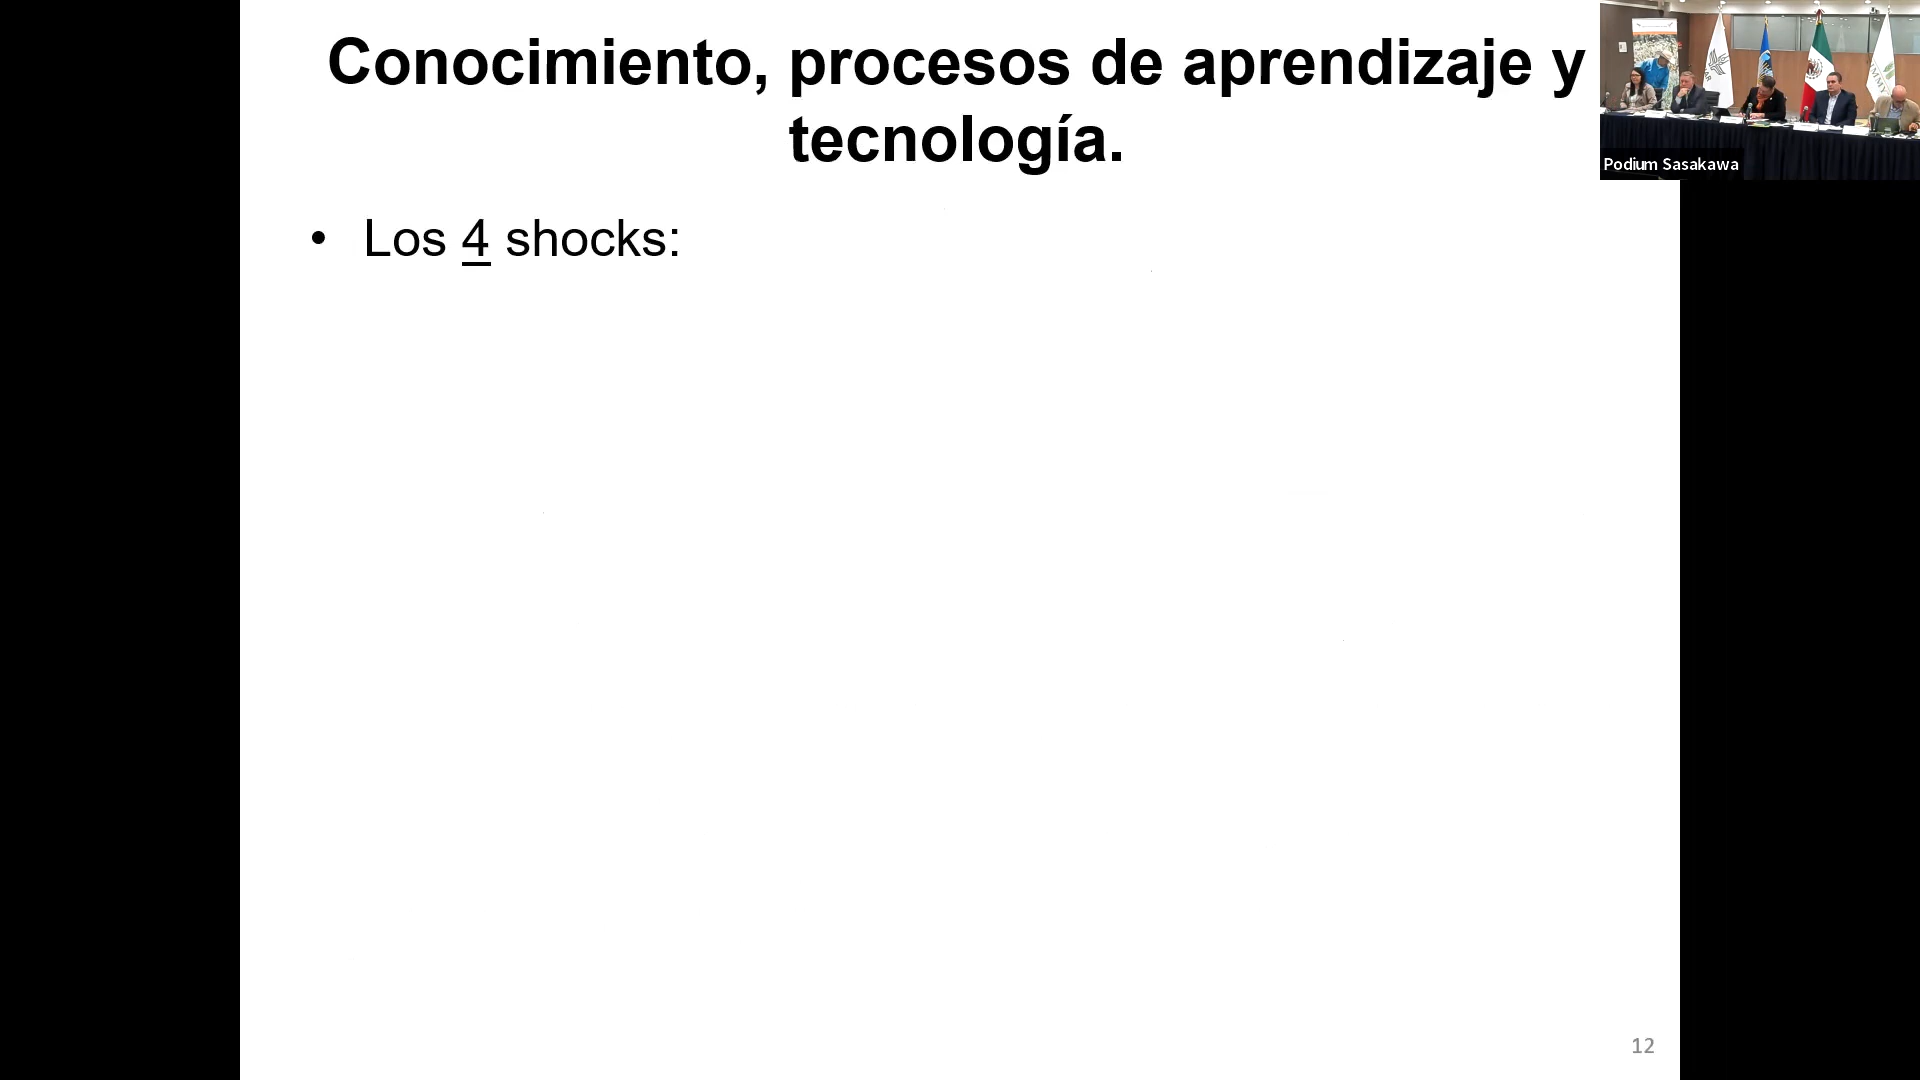 Conocimiento, procesos de aprendizaje y
tecnología.
• Los 4 shocks:
Podium Sasakawa
12